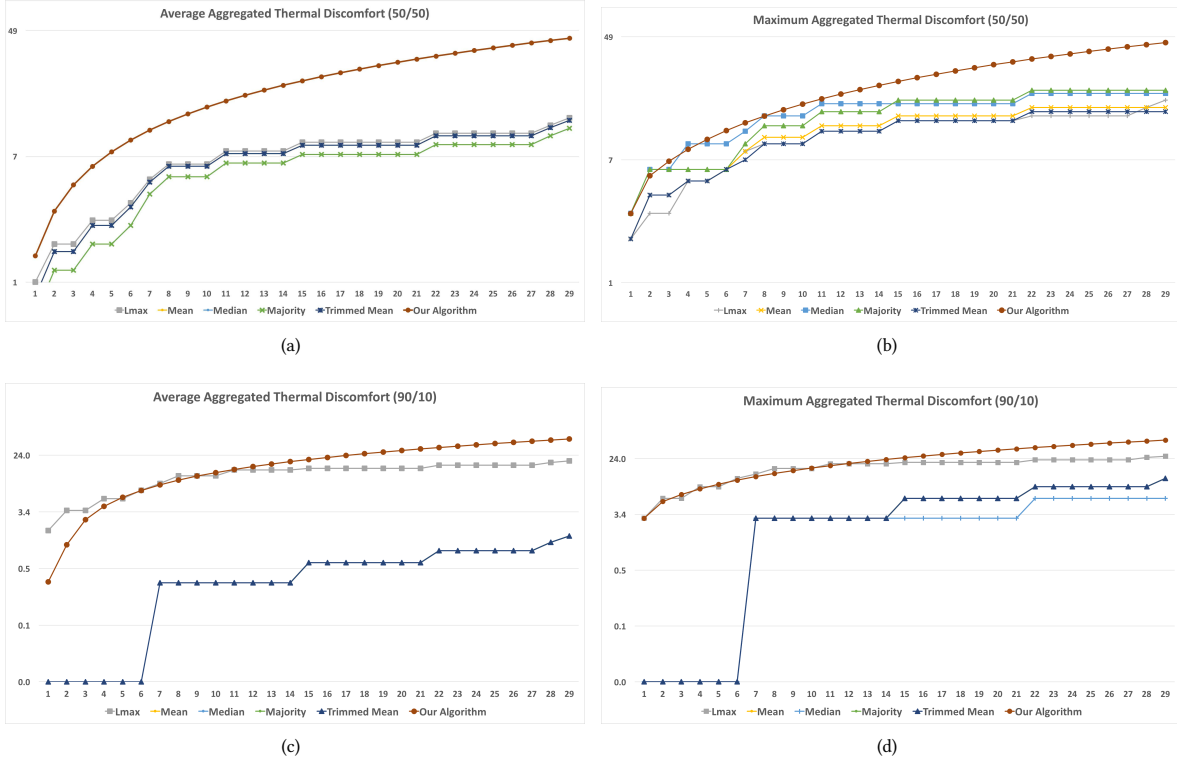 Average Aggregated Thermal Discomfort (50/50)
49
7
1
1 2 3 4 5 6 7 8 9 10 11 12 13 14 15 16 17 18 19 20 21 22 23 24 25 26 27 28 29
Lmax Mean Median Majority Trimmed Mean Our Algorithm
(a)
Maximum Aggregated Thermal Discomfort (50/50)
49
7
1
1 2 3 4 5 6 7 8 9 10 11 12 13 14 15 16 17 18 19 20 21 22 23 24 25 26 27 28 29
Lmax Mean Median Majority Trimmed Mean Our Algorithm
(b)
Average Aggregated Thermal Discomfort (90/10)
24.0
3.4
0.5
0.1
0.0
1 2 3 4 5 6 7 8 9 10 11 12 13 14 15 16 17 18 19 20 21 22 23 24 25 26 27 28 29
Lmax Mean Median Majority Trimmed Mean Our Algorithm
(c)
Maximum Aggregated Thermal Discomfort (90/10)
24.0
3.4
0.5
0.1
0.0
1 2 3 4 5 6 7 8 9 10 11 12 13 14 15 16 17 18 19 20 21 22 23 24 25 26 27 28 29
Lmax Mean Median Majority Trimmed Mean Our Algorithm
(d)